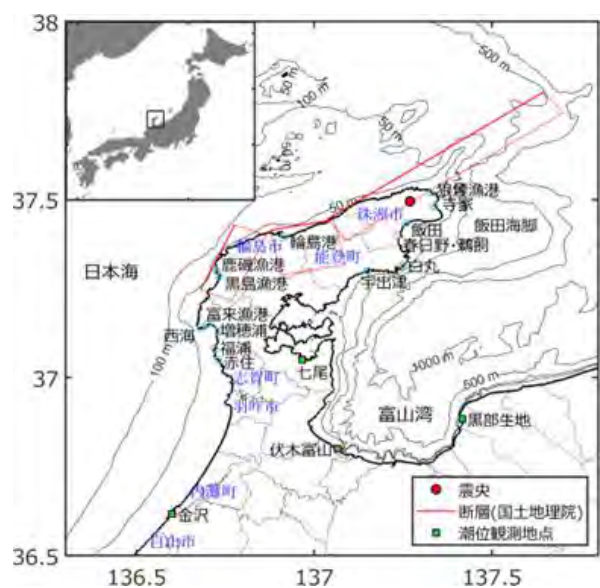 38
37.5
37
36.5
136.5
137
137.5
500 m
50 m
100 m
50 m
50 m
50 m
狼煙漁港
寺家
珠洲市
飯田
飯田海脚
春日野・鵜飼
輪島市
輪島港
能登町
日本海
鹿磯漁港
白丸
黒島漁港
宇出津
富来漁港
西海
増穂浦
100 m
福浦
1000 m
赤住
七尾
500 m
志賀町
羽咋市
富山湾
黒部生地
伏木富山
内灘町
金沢
白山市
震央
断層(国土地理院)
潮位観測地点